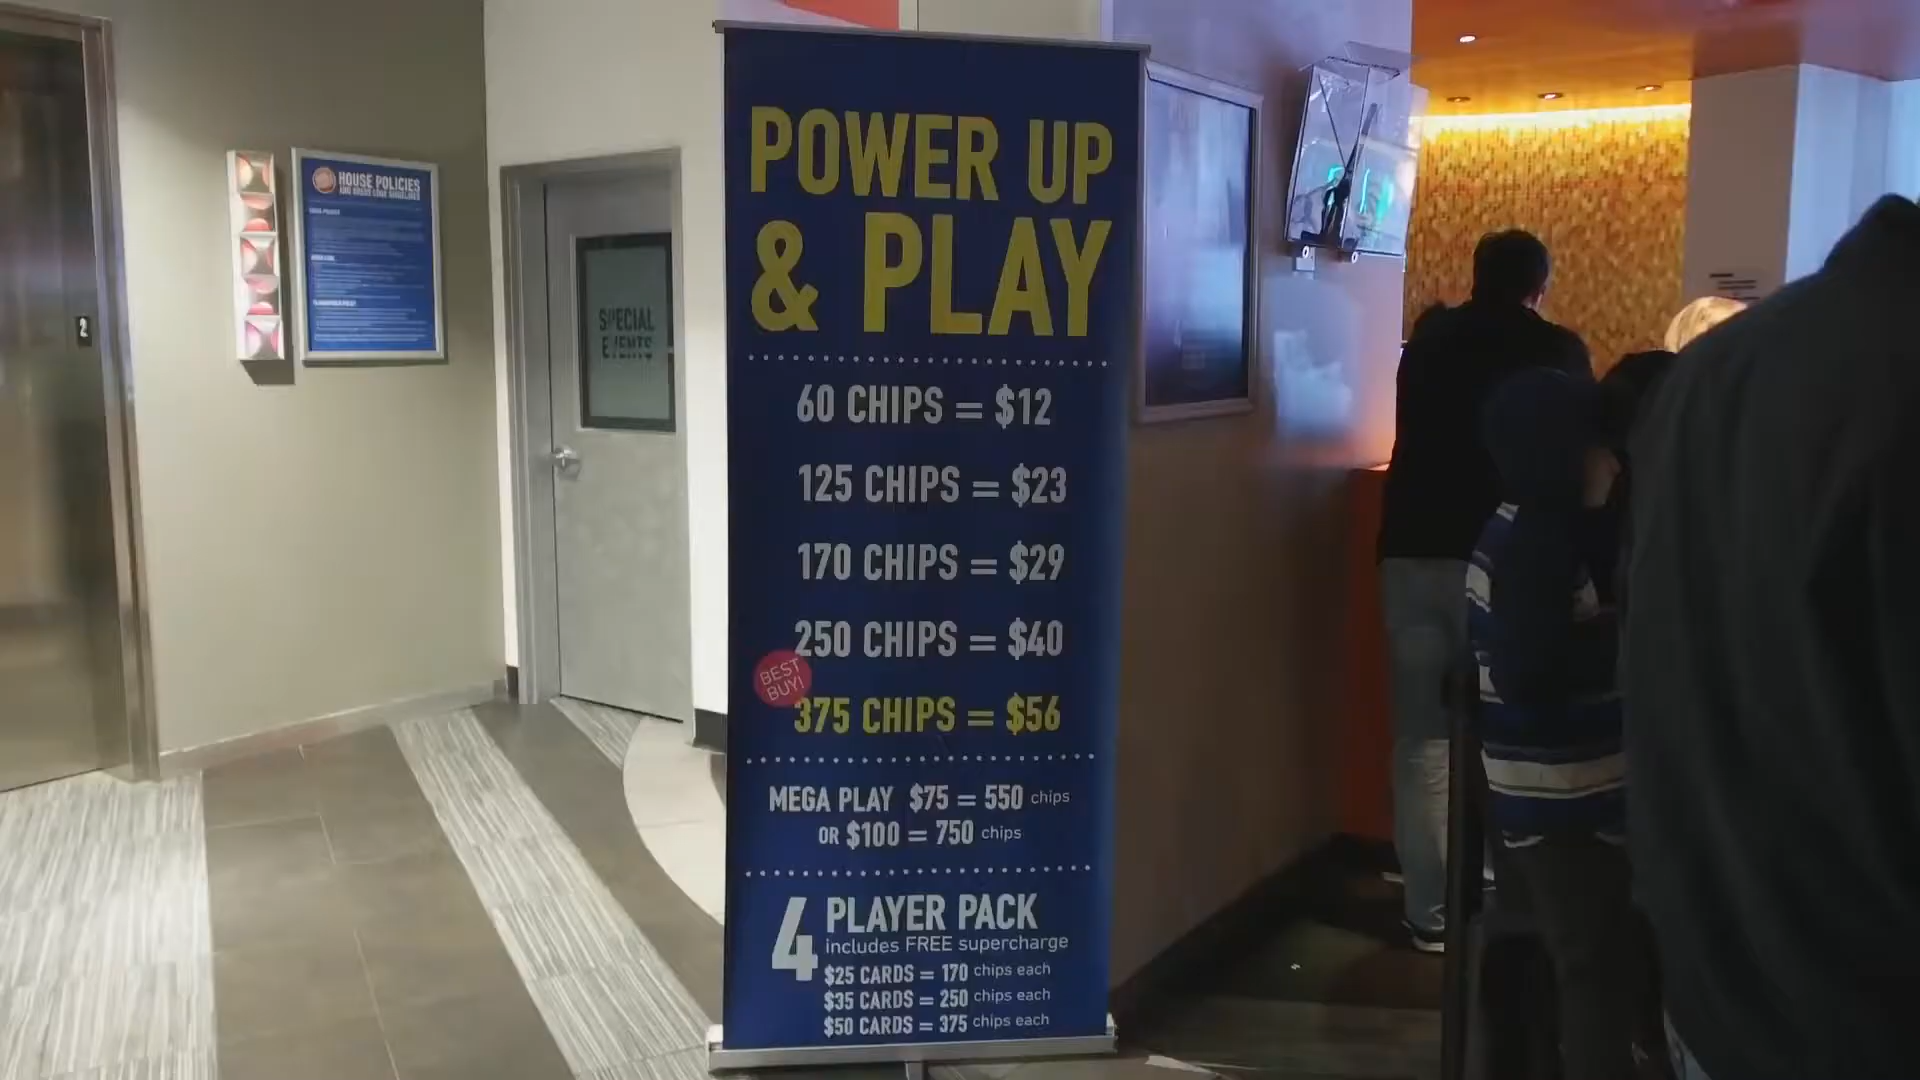 2
HOUSE POLICIES
SPECIAL
EVENTS
POWER UP
& PLAY
60 CHIPS = $12
125 CHIPS = $23
170 CHIPS = $29
250 CHIPS = $40
BEST
BUY!
375 CHIPS = $56
MEGA PLAY $75 = 550 chips
OR $100 = 750 chips
4 PLAYER PACK
includes FREE supercharge
$25 CARDS = 170 chips each
$35 CARDS = 250 chips each
$50 CARDS = 375 chips each